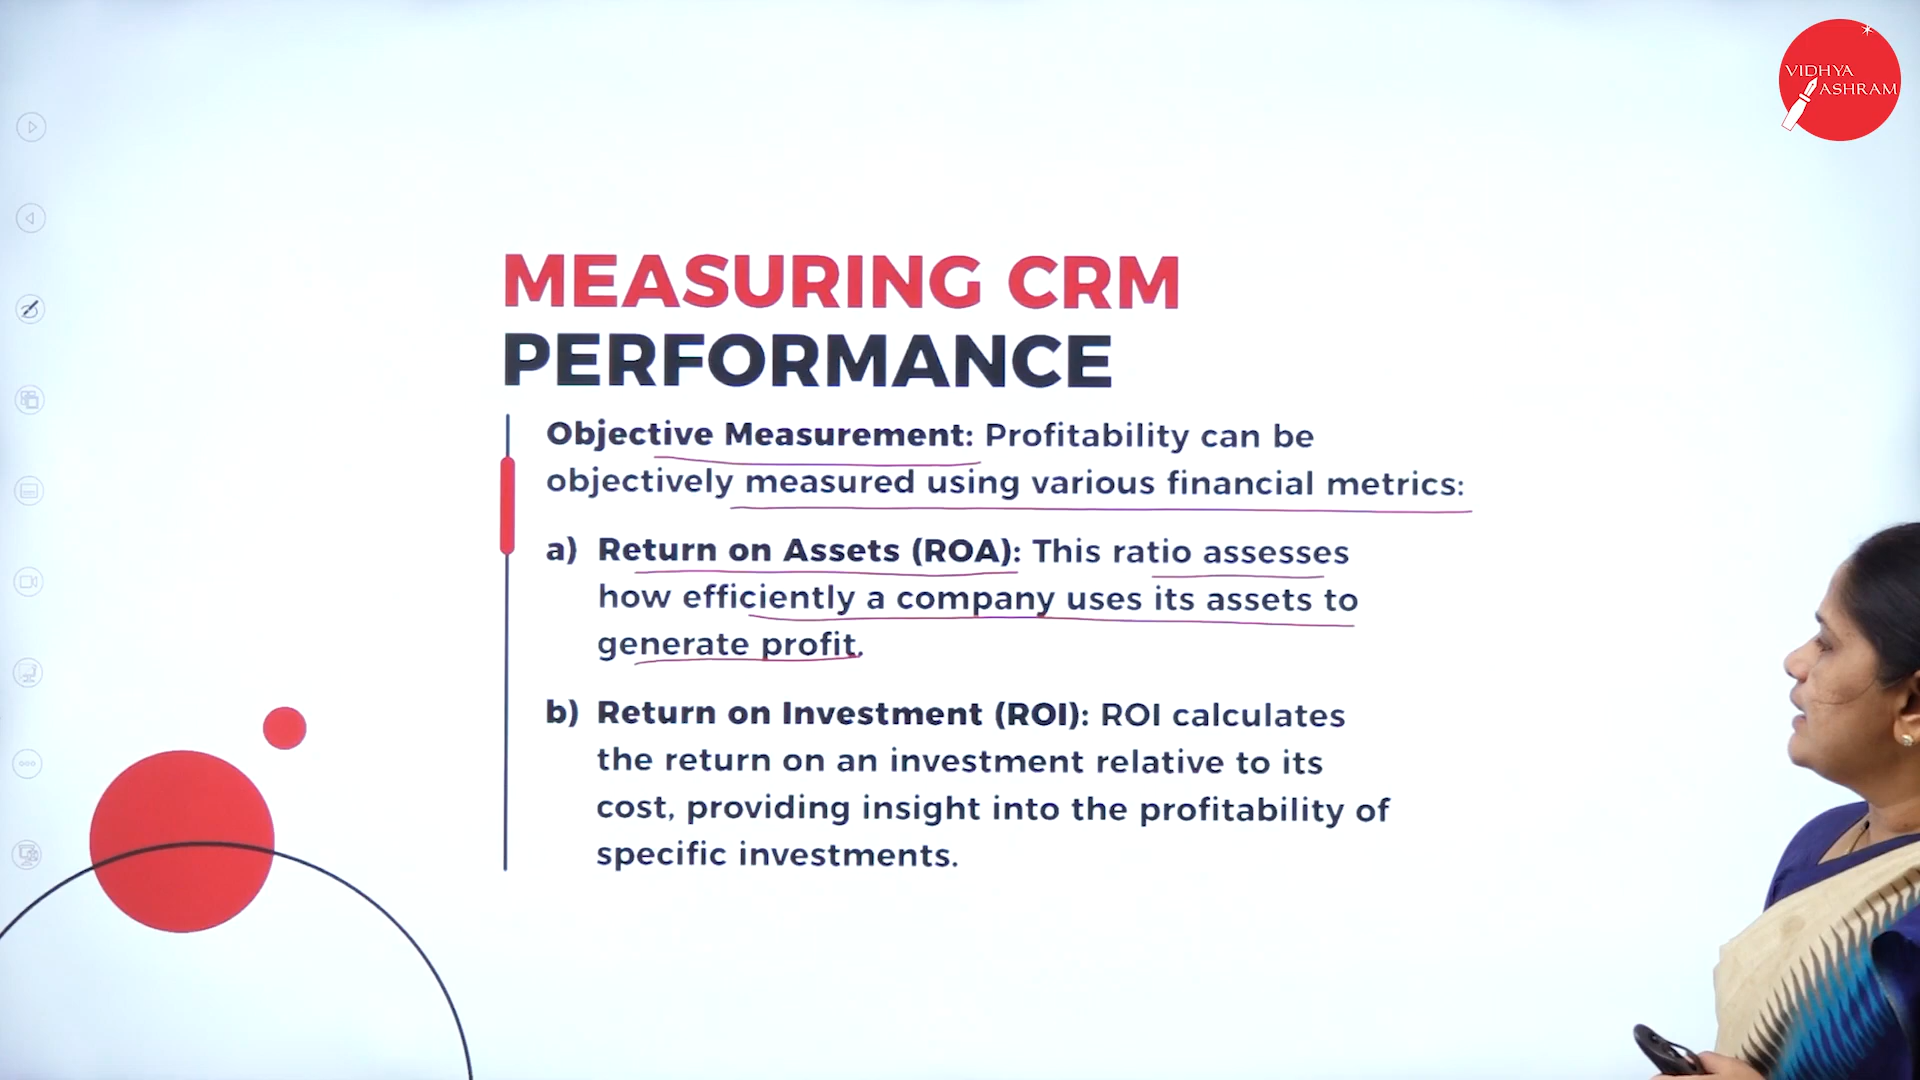 VIDHYA
ASHRAM
MEASURING CRM
PERFORMANCE
Objective Measurement: Profitability can be
objectively measured using various financial metrics:
a) Return on Assets (ROA): This ratio assesses
how efficiently a company uses its assets to
generate profit.
b) Return on Investment (ROI): ROI calculates
the return on an investment relative to its
cost, providing insight into the profitability of
specific investments.